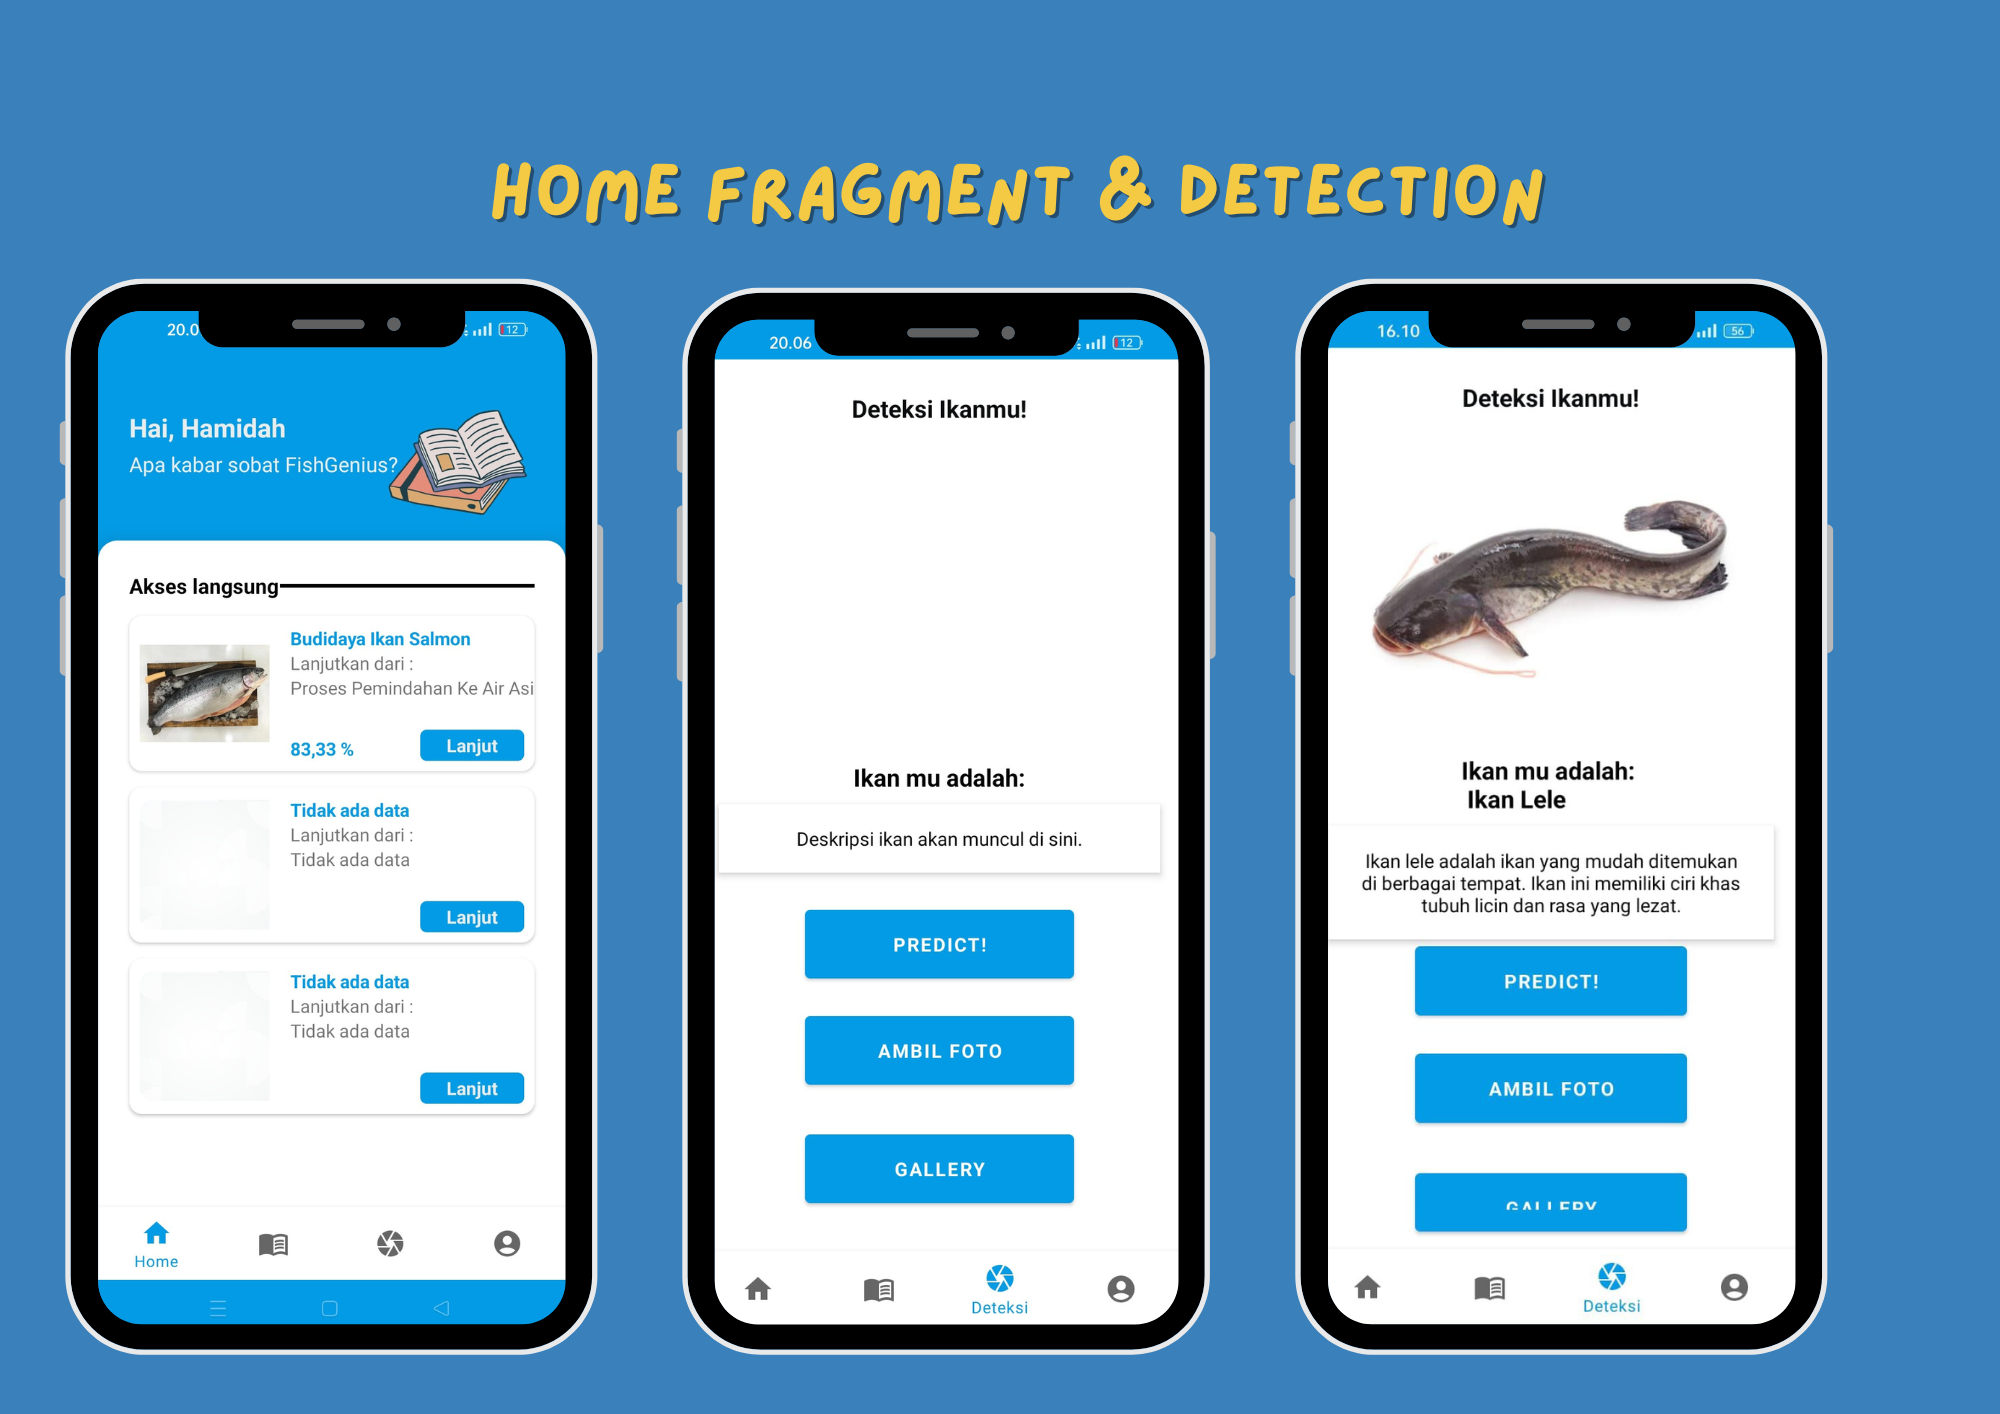 HOME FRAGMENT & DETECTION
20.0
12
Hai, Hamidah
Apa kabar sobat FishGenius?
Akses langsung
Budidaya Ikan Salmon
Lanjutkan dari :
Proses Pemindahan Ke Air Asi
83,33 %
Lanjut
Tidak ada data
Lanjutkan dari :
Tidak ada data
Lanjut
Tidak ada data
Lanjutkan dari :
Tidak ada data
Lanjut
Home
20.06
12
Deteksi Ikanmu!
Ikan mu adalah:
Deskripsi ikan akan muncul di sini.
PREDICT!
AMBIL FOTO
GALLERY
Deteksi
16.10
56
Deteksi Ikanmu!
Ikan mu adalah:
Ikan Lele
Ikan lele adalah ikan yang mudah ditemukan
di berbagai tempat. Ikan ini memiliki ciri khas
tubuh licin dan rasa yang lezat.
PREDICT!
AMBIL FOTO
GALLERY
Deteksi